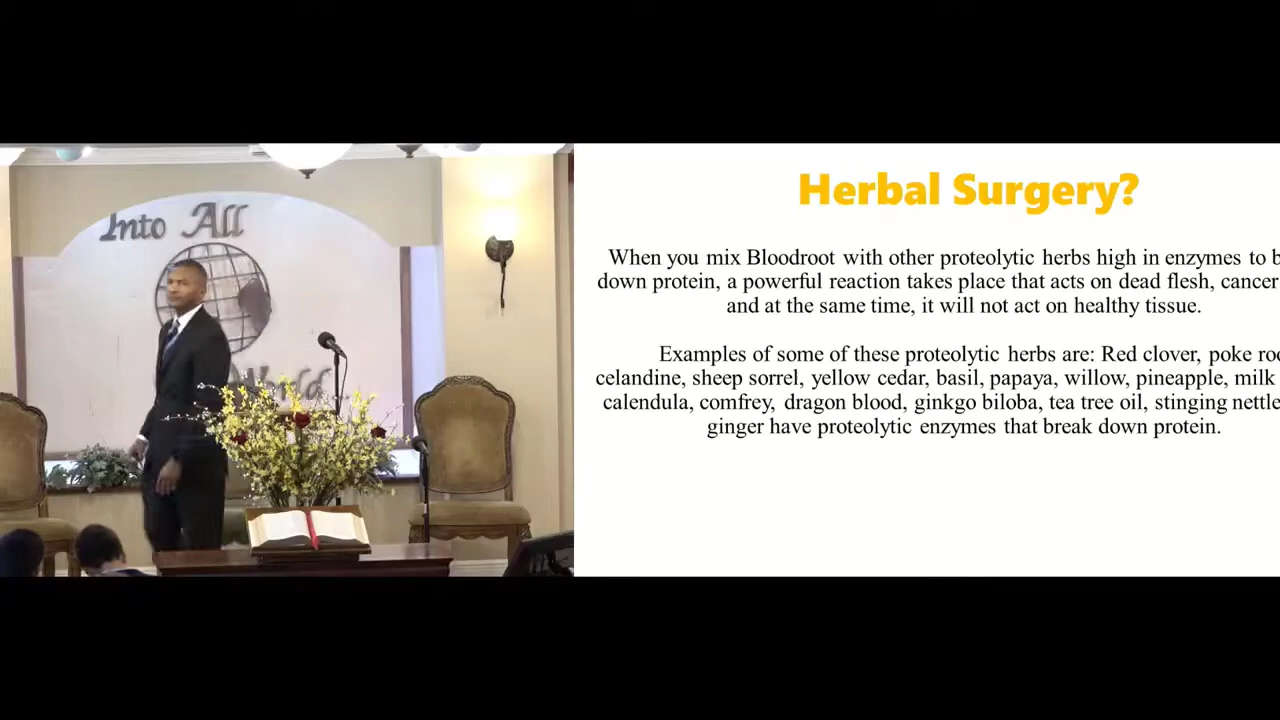 Into All
World
Herbal Surgery?
When you mix Bloodroot with other proteolytic herbs high in enzymes to b
down protein, a powerful reaction takes place that acts on dead flesh, cancer
and at the same time, it will not act on healthy tissue.
Examples of some of these proteolytic herbs are: Red clover, poke roo
celandine, sheep sorrel, yellow cedar, basil, papaya, willow, pineapple, milk
calendula, comfrey, dragon blood, ginkgo biloba, tea tree oil, stinging nettle
ginger have proteolytic enzymes that break down protein.